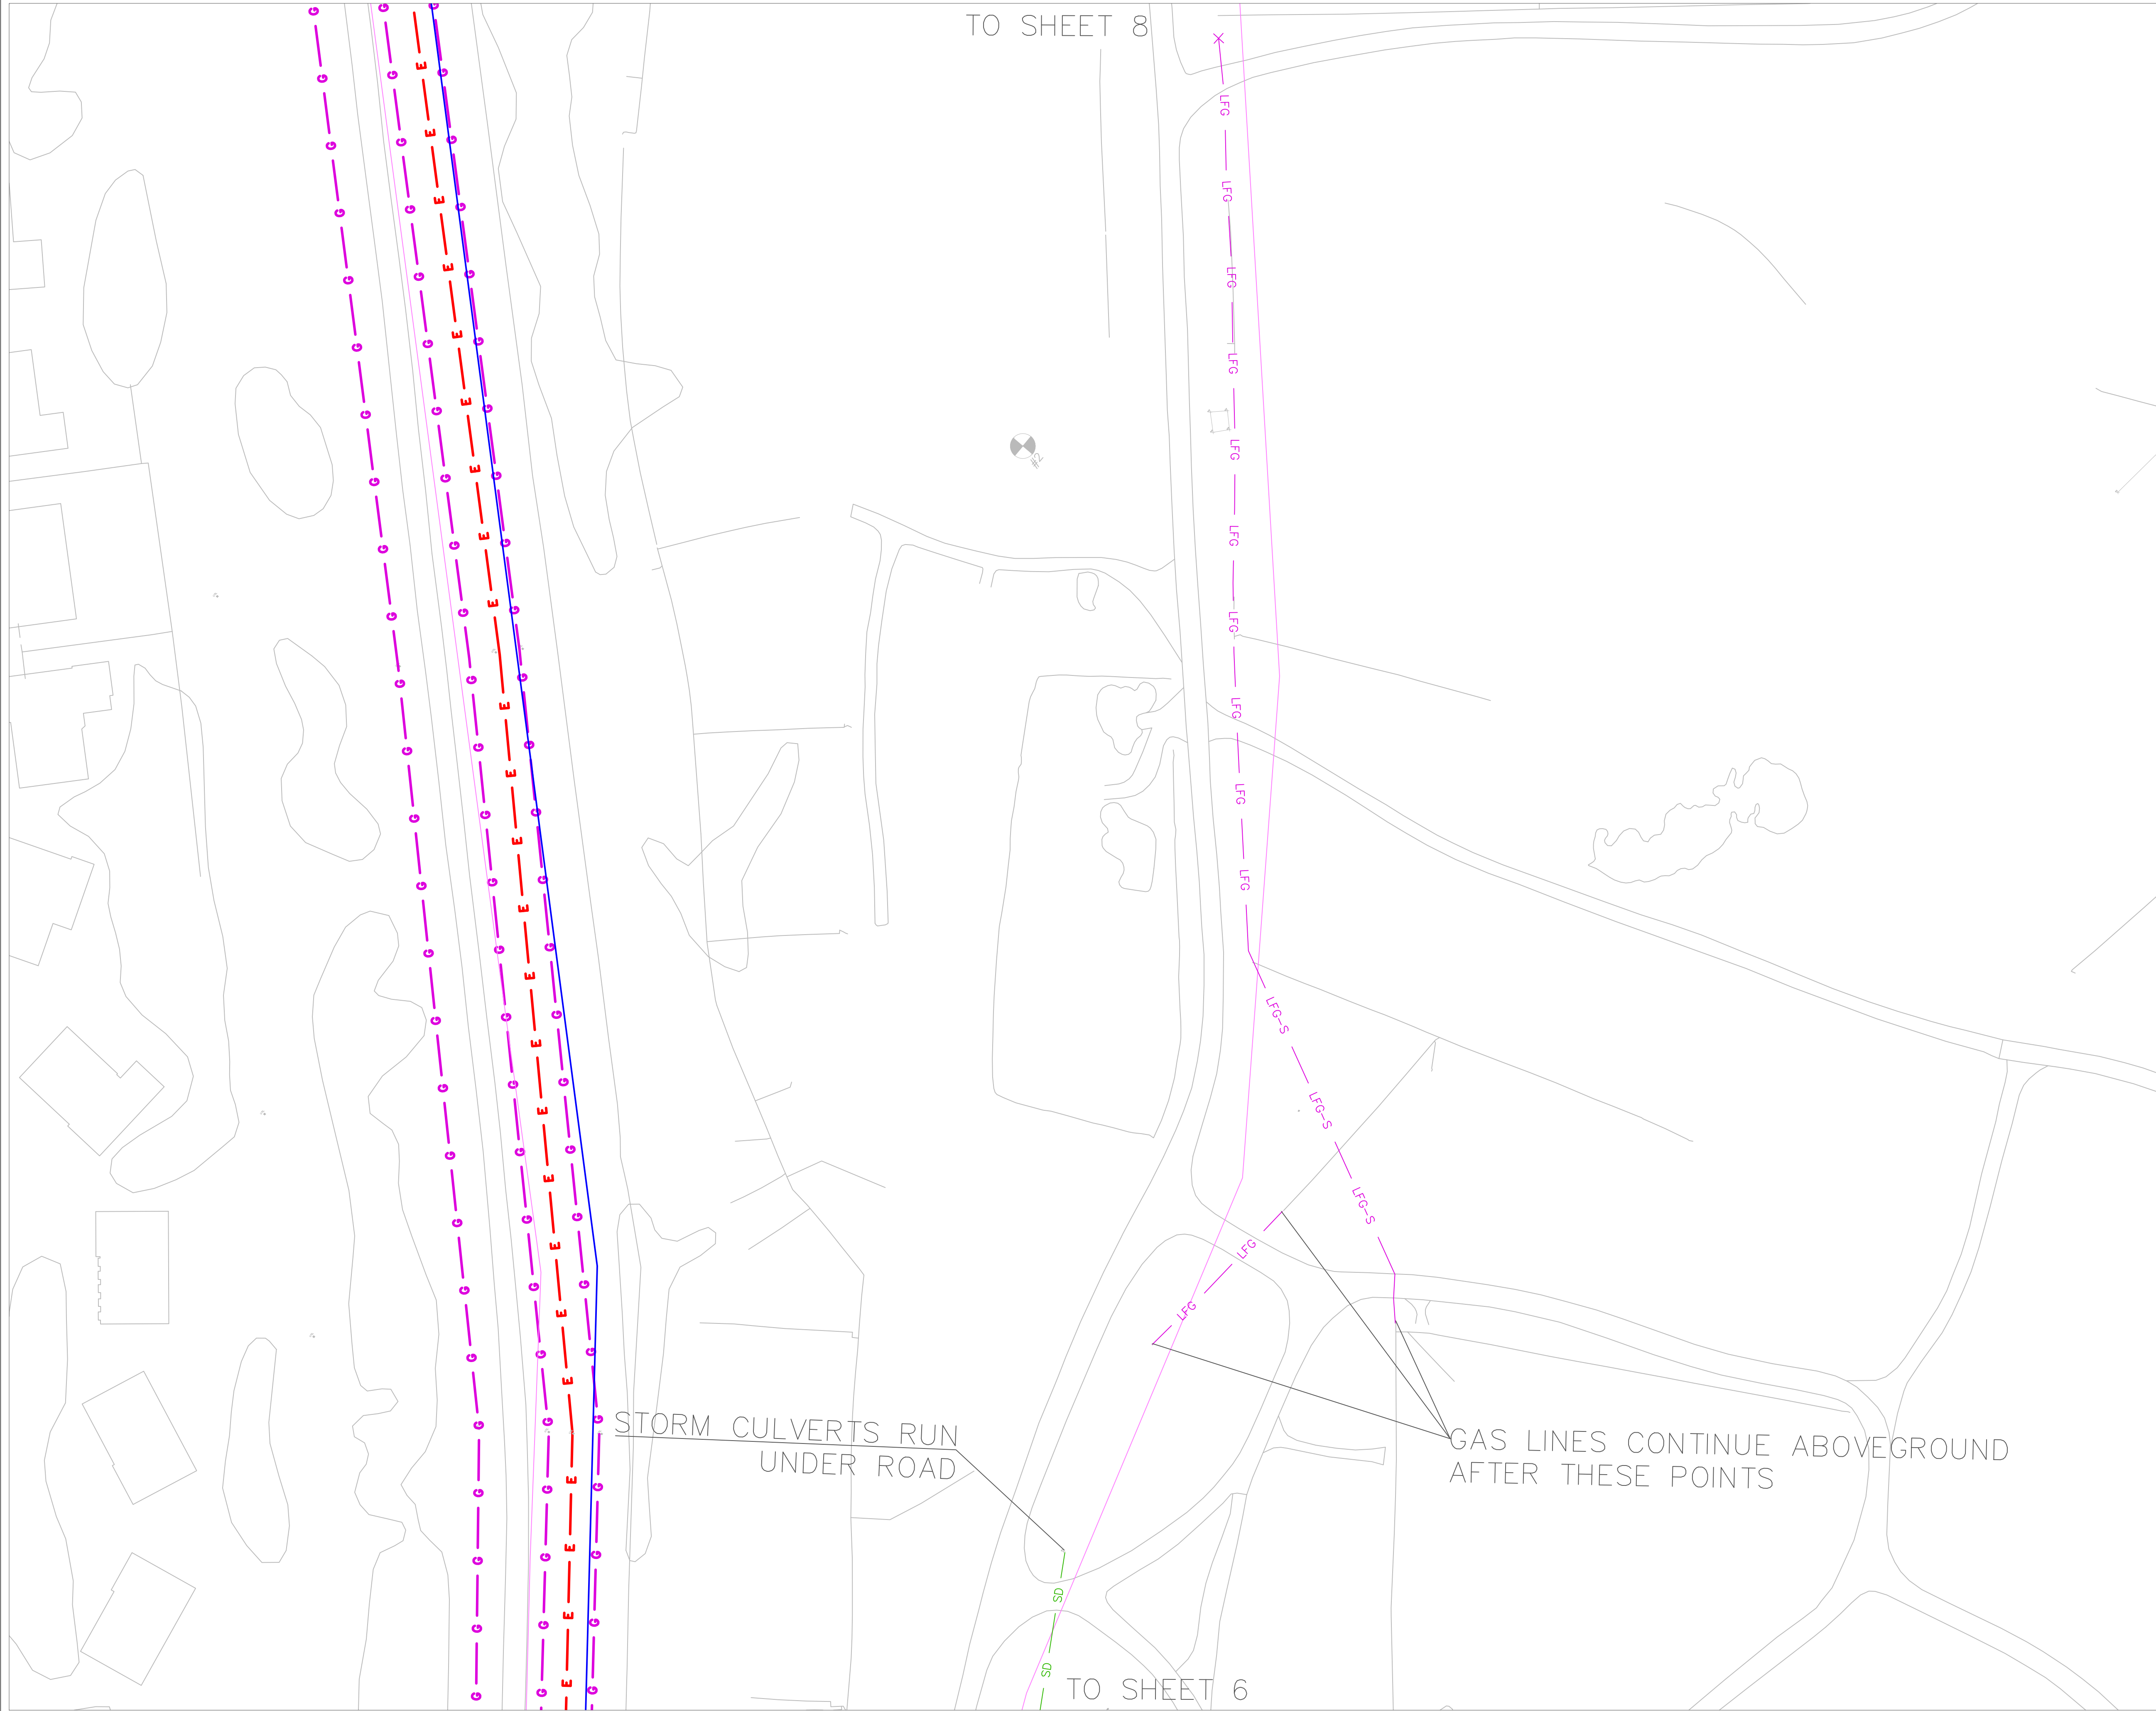 TO SHEET 8
LFG
LFG
LFG
LFG
#2
LFG
LFG
LFG
LFG
LFG
LFG
LFG-S
LFG-S
LFG-S
LFG
LFG
STORM CULVERTS RUN
UNDER ROAD
GAS LINES CONTINUE ABOVEGROUND
AFTER THESE POINTS
SD
SD
TO SHEET 6
G
E